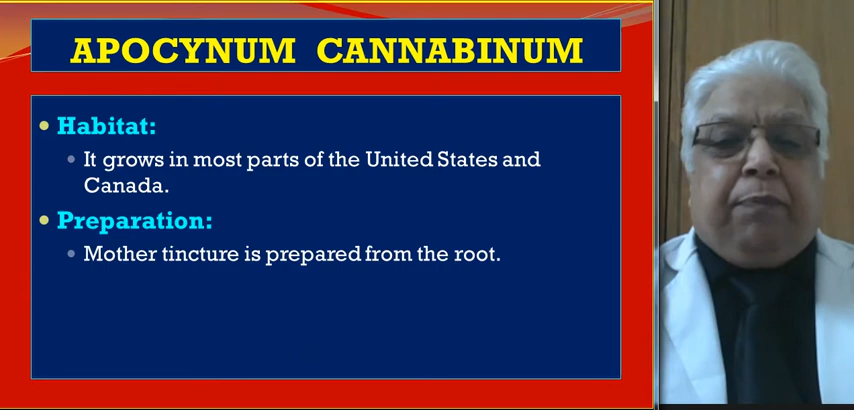 APOCYNUM CANNABINUM
Habitat:
It grows in most parts of the United States and
Canada.
Preparation:
Mother tincture is prepared from the root.